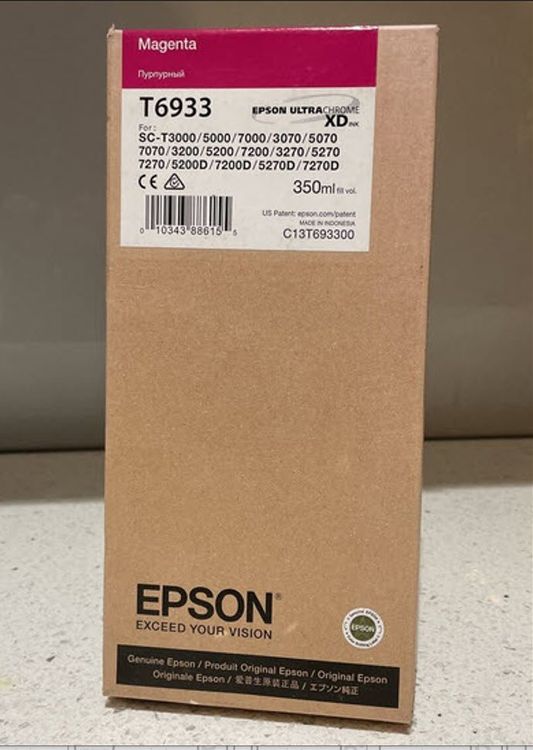 Magenta
Пурпурный
T6933
EPSON ULTRACHROME
XD INK
For:
SC-T3000/5000/7000/3070/5070
7070/3200/5200/7200/3270/5270
7270/5200D/7200D/5270D/7270D
CE
350ml fill vol.
US Patent: epson.com/patent
MADE IN INDONESIA
C13T693300
0 10343 88615 5
EPSON®
EXCEED YOUR VISION
EPSON
Genuine Epson / Produit Original Epson / Original Epson
Originale Epson / 爱普生原装正品 / エプソン純正